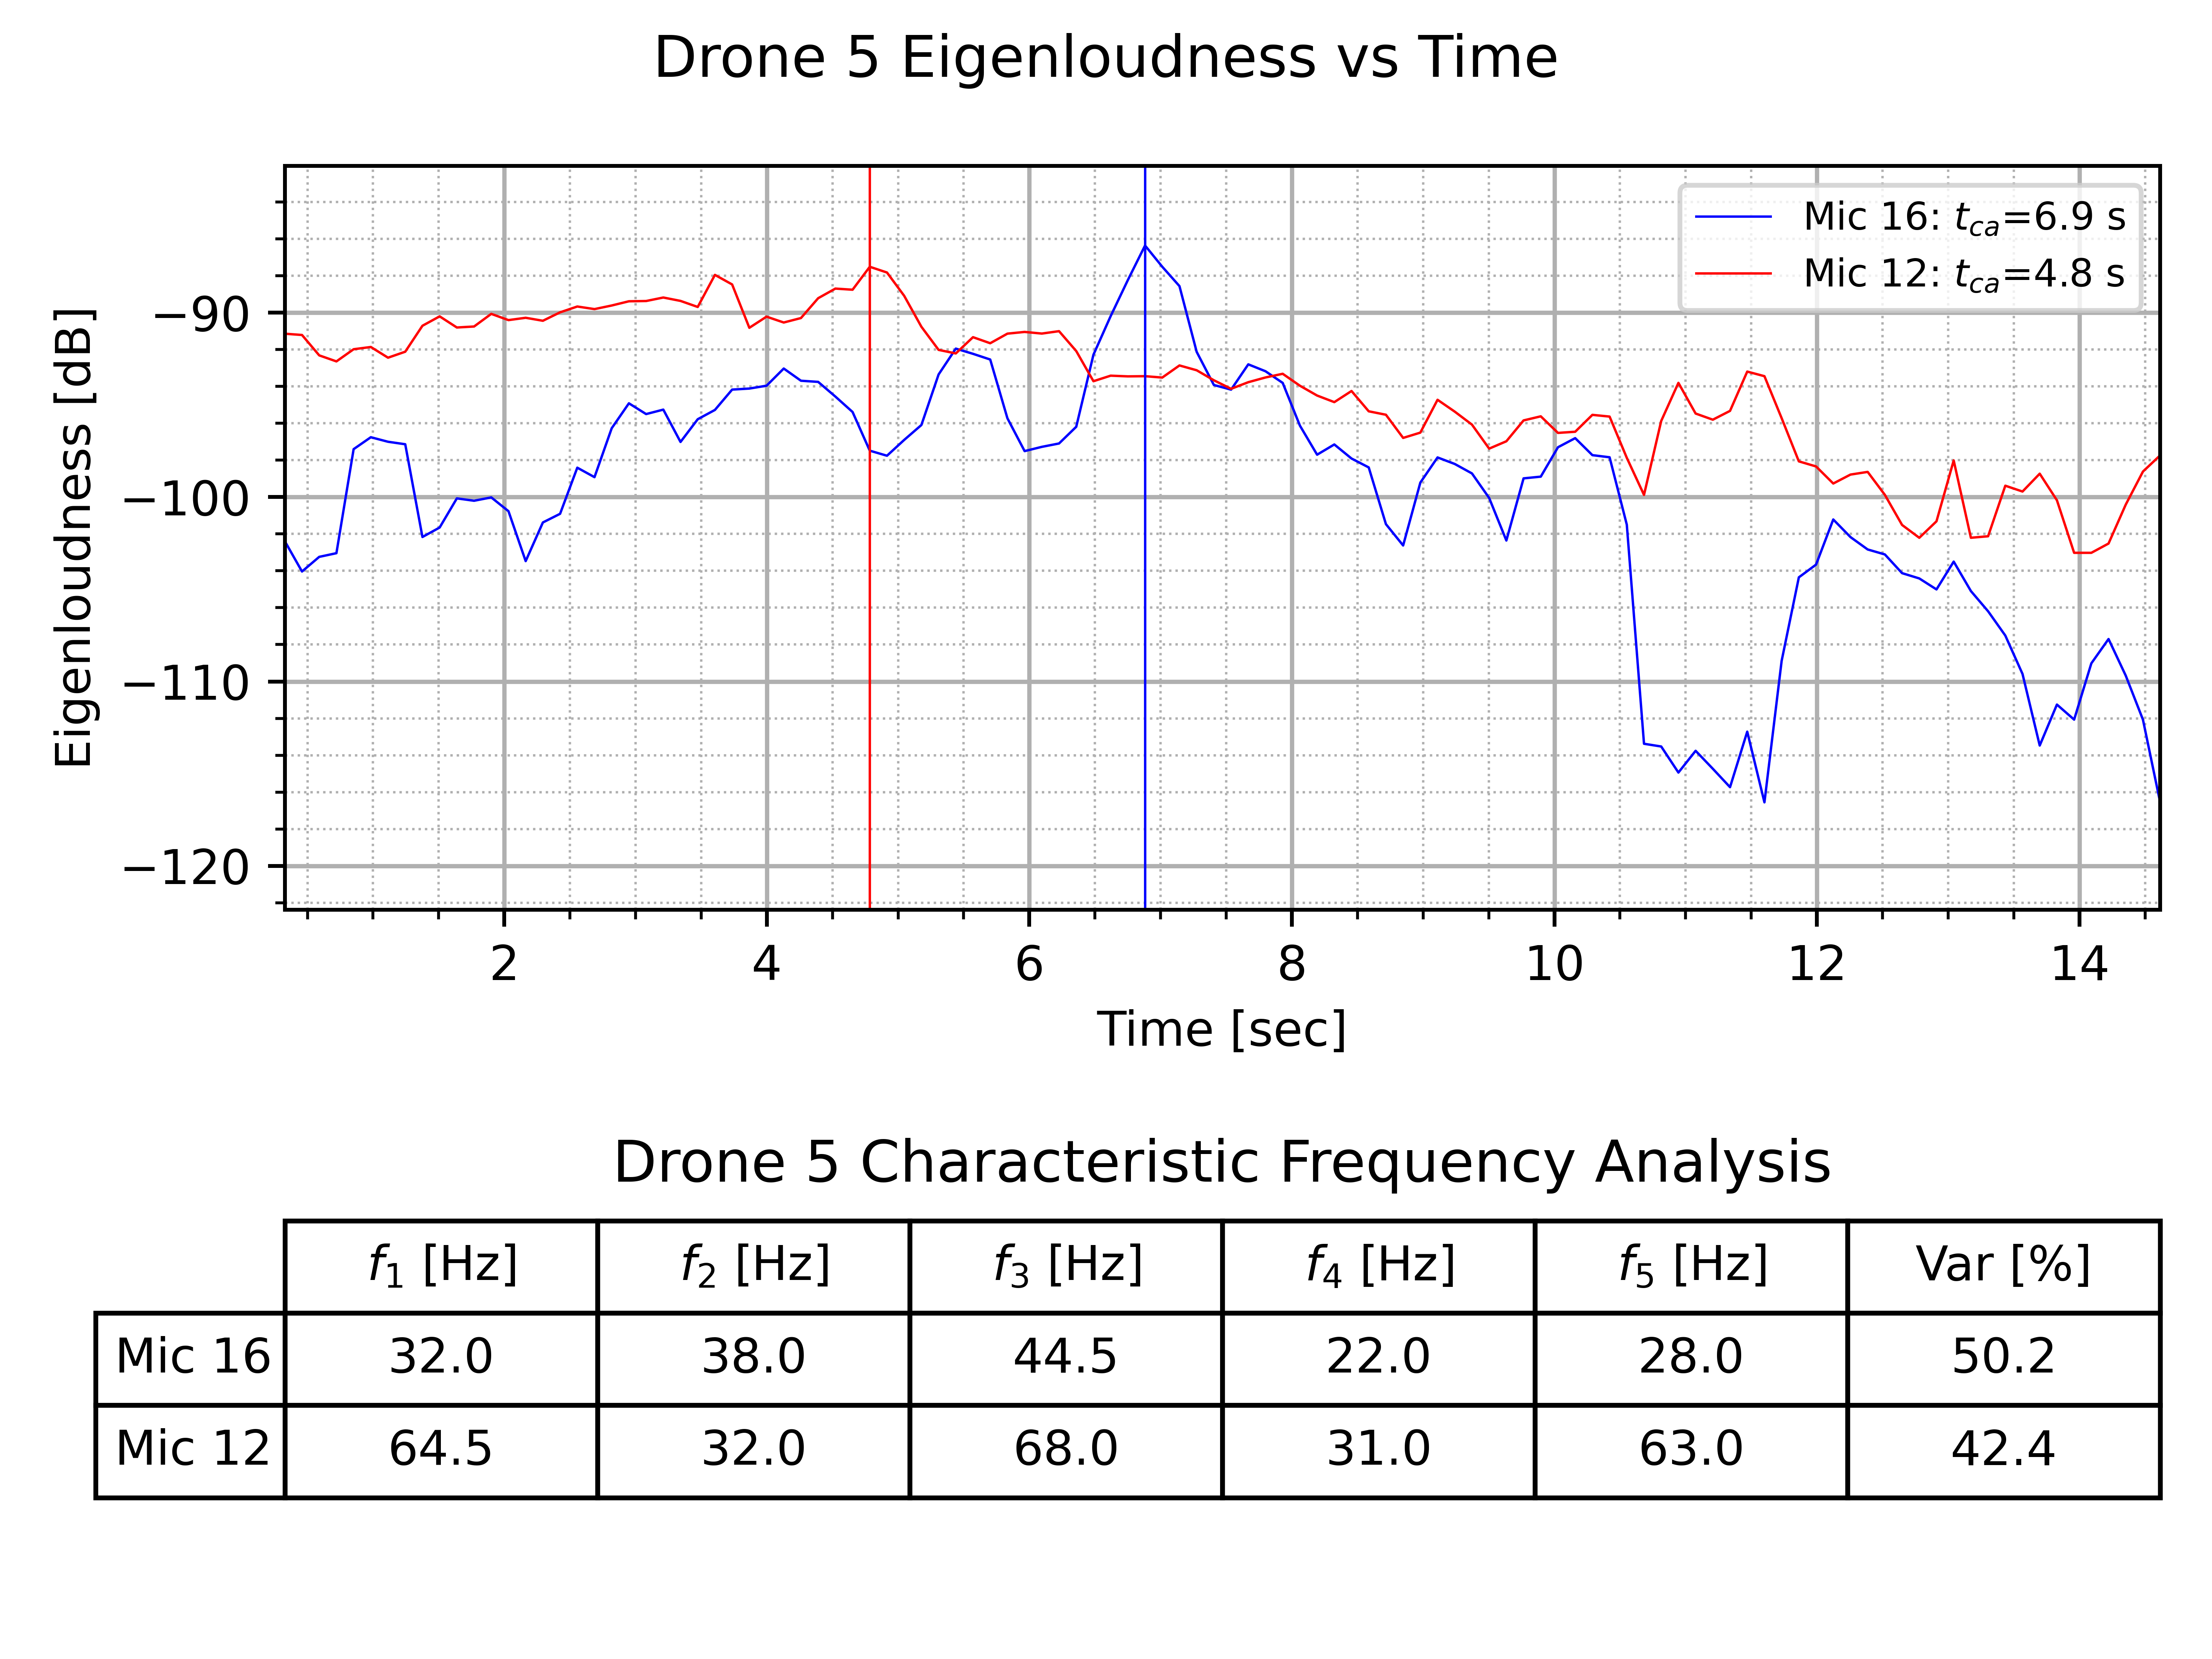 Drone 5 Eigenloudness vs Time
Mic 16: t_ca=6.9 s
Mic 12: t_ca=4.8 s
Eigenloudness [dB]
−90
−100
−110
−120
2 4 6 8 10 12 14
Time [sec]
Drone 5 Characteristic Frequency Analysis
f_1 [Hz] f_2 [Hz] f_3 [Hz] f_4 [Hz] f_5 [Hz] Var [%]
Mic 16 32.0 38.0 44.5 22.0 28.0 50.2
Mic 12 64.5 32.0 68.0 31.0 63.0 42.4